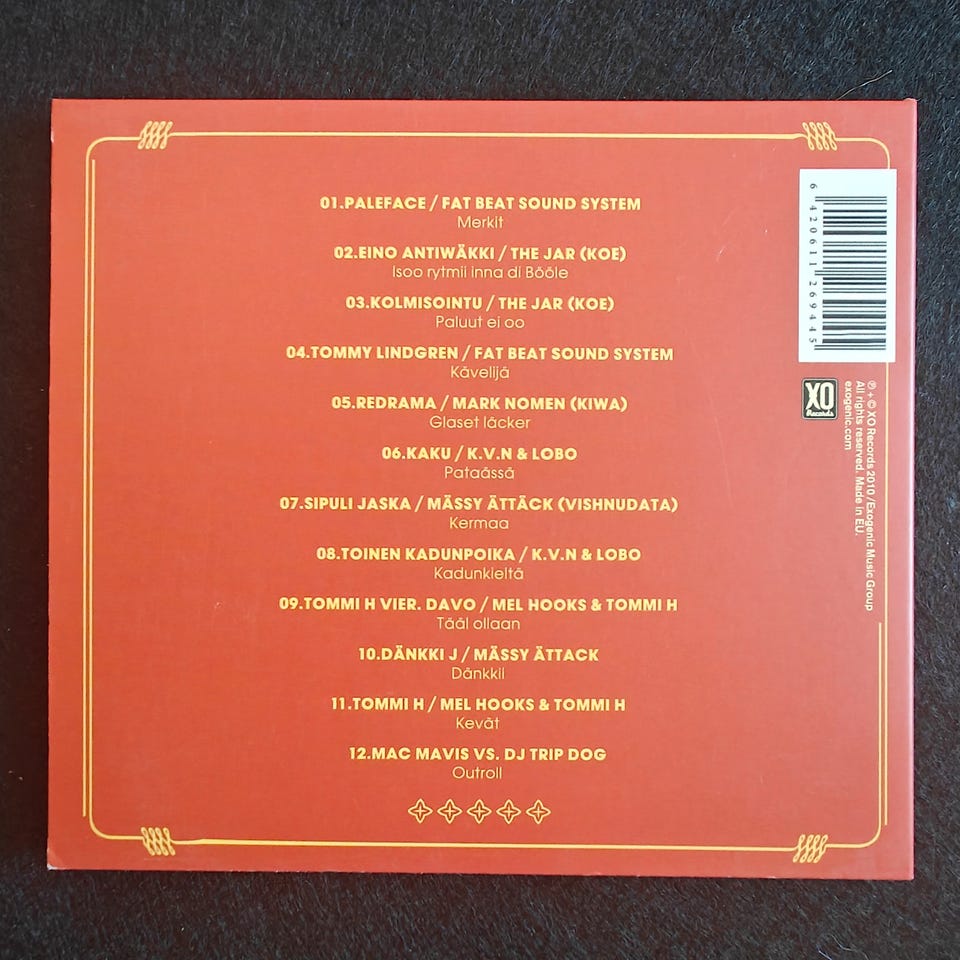 01.PALEFACE / FAT BEAT SOUND SYSTEM
Merkit
02.EINO ANTIWÄKKI / THE JAR (KOE)
Isoo rytmii inna di Bööle
03.KOLMISOINTU / THE JAR (KOE)
Paluut ei oo
04.TOMMY LINDGREN / FAT BEAT SOUND SYSTEM
Kävelijä
05.REDRAMA / MARK NOMEN (KIWA)
Glaset läcker
06.KAKU / K.V.N & LOBO
Pataässä
07.SIPULI JASKA / MÄSSY ÄTTÄCK (VISHNUDATA)
Kermaa
08.TOINEN KADUNPOIKA / K.V.N & LOBO
Kadunkieltä
09.TOMMI H VIER. DAVO / MEL HOOKS & TOMMI H
Tääl ollaan
10.DÄNKKI J / MÄSSY ÄTTACK
Dänkkil
11.TOMMI H / MEL HOOKS & TOMMI H
Kevät
12.MAC MAVIS VS. DJ TRIP DOG
Outroll
6 420611 269445
XO
Records
℗ + © XO Records 2010 / Exogenic Music Group
All rights reserved. Made in EU.
exogenic.com